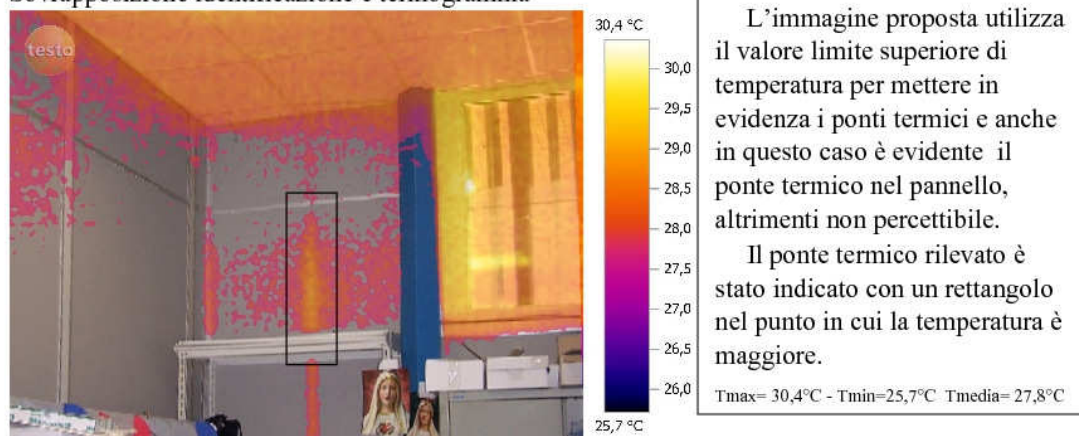 Sovrapposizione identificazione e termogramma
testo
30,4 °C
30,0
29,5
29,0
28,5
28,0
27,5
27,0
26,5
26,0
25,7 °C
L'immagine proposta utilizza
il valore limite superiore di
temperatura per mettere in
evidenza i ponti termici e anche
in questo caso è evidente il
ponte termico nel pannello,
altrimenti non percettibile.
Il ponte termico rilevato è
stato indicato con un rettangolo
nel punto in cui la temperatura è
maggiore.
Tmax= 30,4°C - Tmin=25,7°C Tmedia= 27,8°C